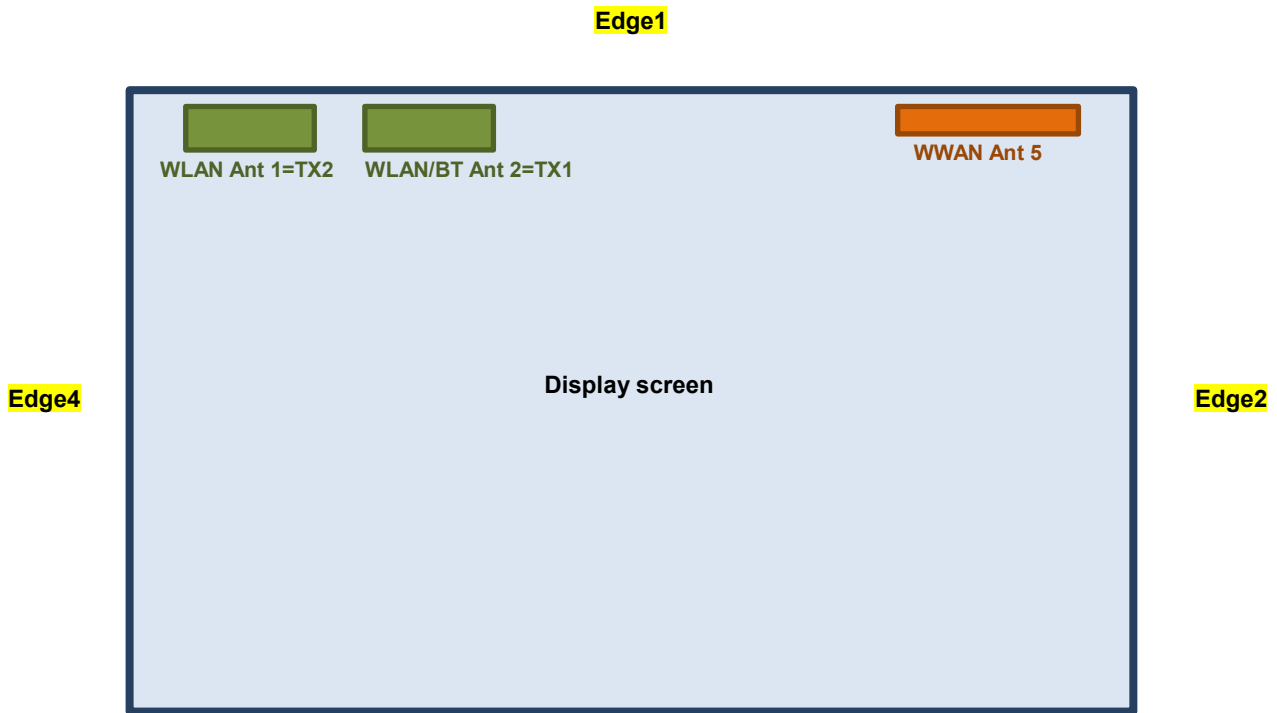 Edge1
WLAN Ant 1=TX2
WLAN/BT Ant 2=TX1
WWAN Ant 5
Display screen
Edge4
Edge2